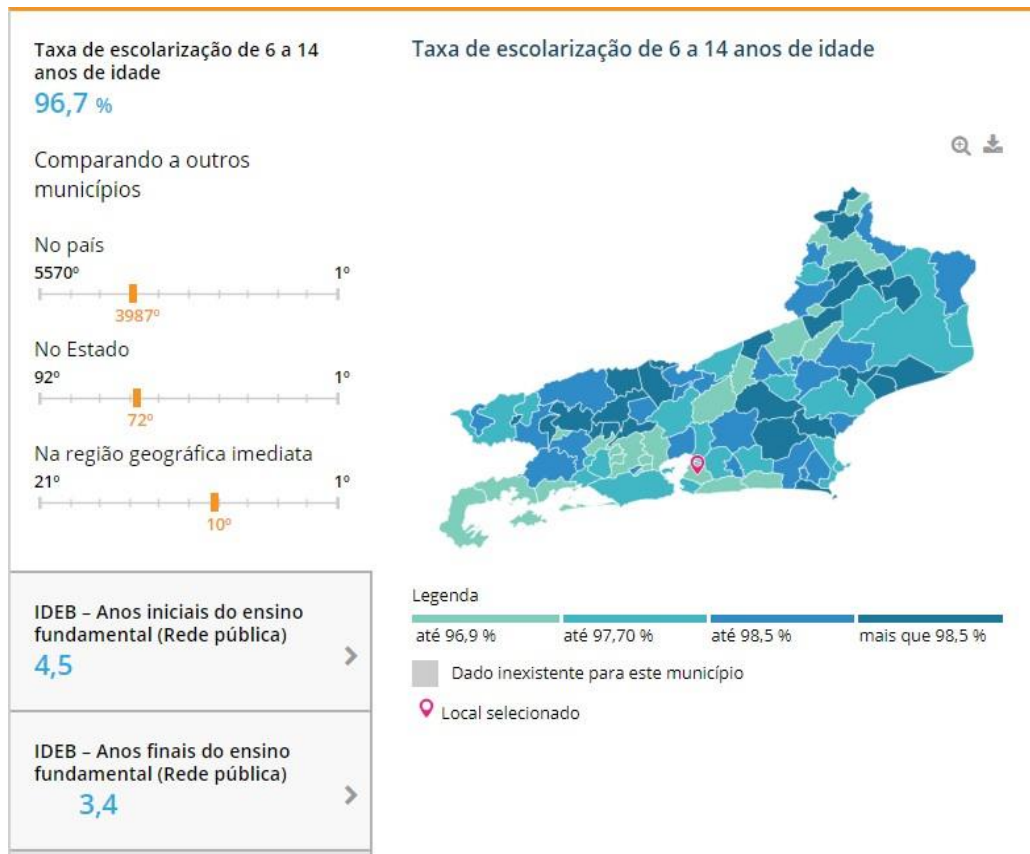 Taxa de escolarização de 6 a 14
anos de idade
96,7 %
Comparando a outros
municípios
No país
5570º 1º
3987º
No Estado
92º 1º
72º
Na região geográfica imediata
21º 1º
10º
IDEB – Anos iniciais do ensino
fundamental (Rede pública)
4,5
IDEB – Anos finais do ensino
fundamental (Rede pública)
3,4
Taxa de escolarização de 6 a 14 anos de idade
Legenda
até 96,9 % até 97,70 % até 98,5 % mais que 98,5 %
Dado inexistente para este município
Local selecionado